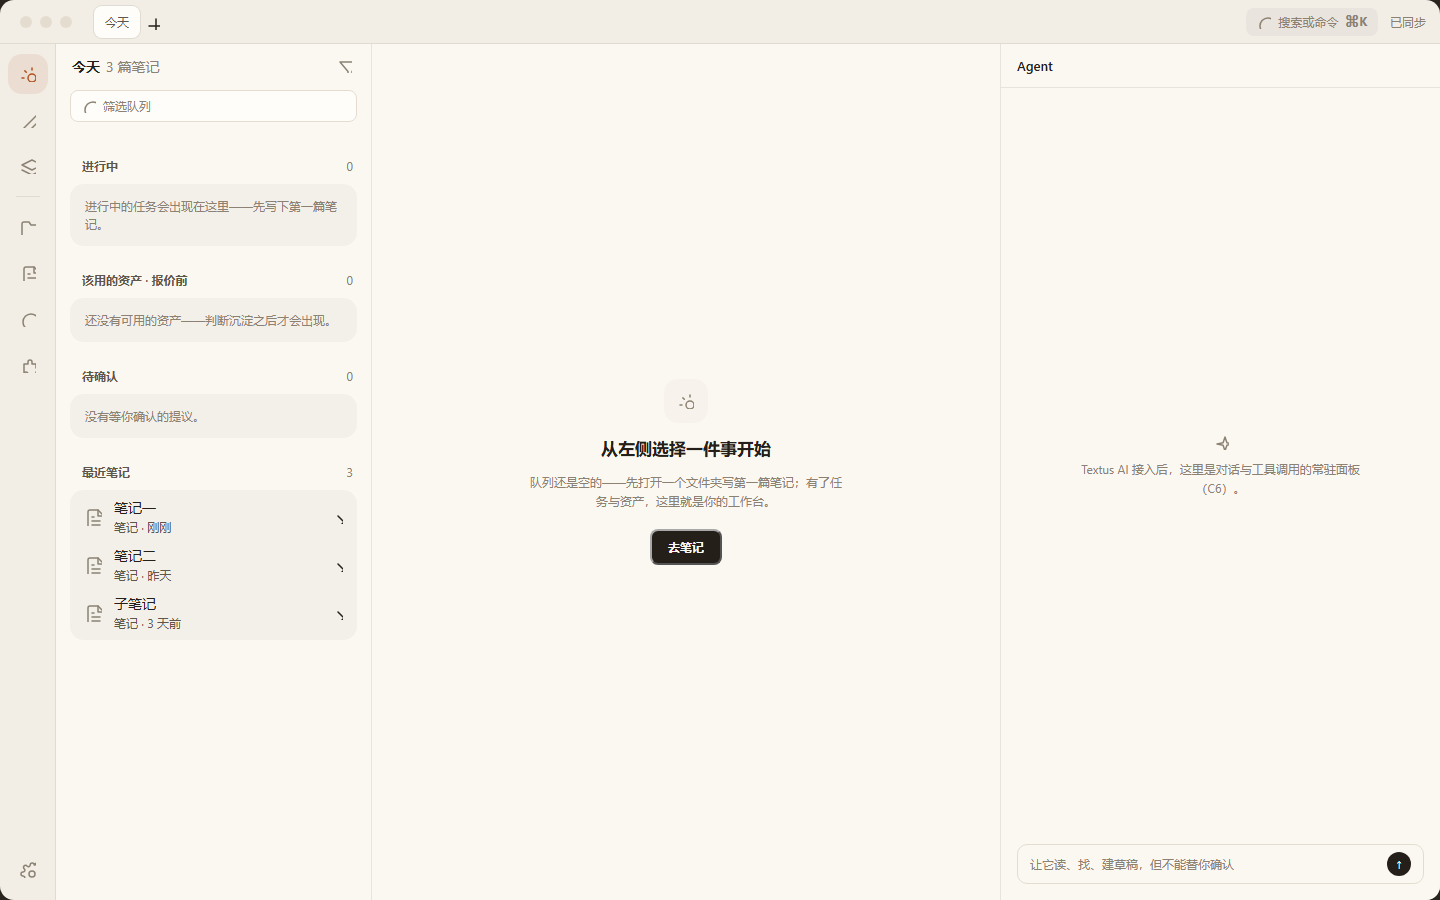 今天
搜索或命令 ⌘K
已同步
今天 3 篇笔记
筛选队列
进行中 0
进行中的任务会出现在这里——先写下第一篇笔
记。
该用的资产 · 报价前 0
还没有可用的资产——判断沉淀之后才会出现。
待确认 0
没有等你确认的提议。
最近笔记 3
笔记一
笔记 · 刚刚
笔记二
笔记 · 昨天
子笔记
笔记 · 3 天前
从左侧选择一件事开始
队列还是空的——先打开一个文件夹写第一篇笔记；有了任
务与资产，这里就是你的工作台。
去笔记
Agent
Textus AI 接入后，这里是对话与工具调用的常驻面板
（C6）。
让它读、找、建草稿，但不能替你确认